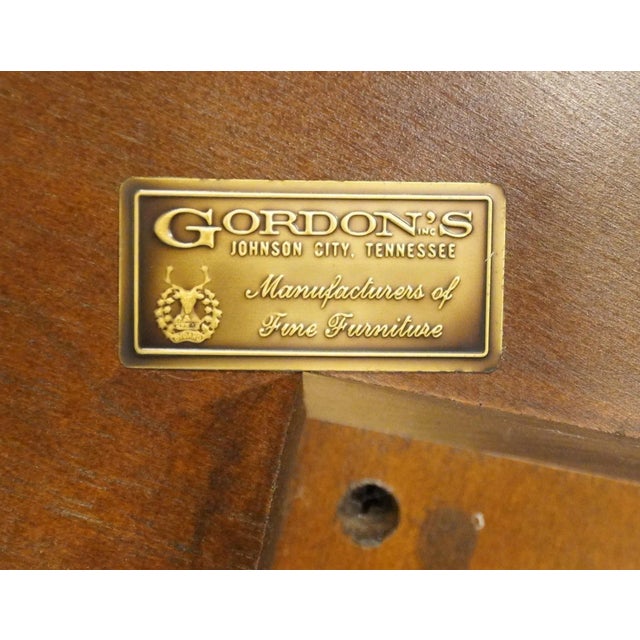 GORDON'S INC
JOHNSON CITY, TENNESSEE
Manufacturers of
Fine Furniture